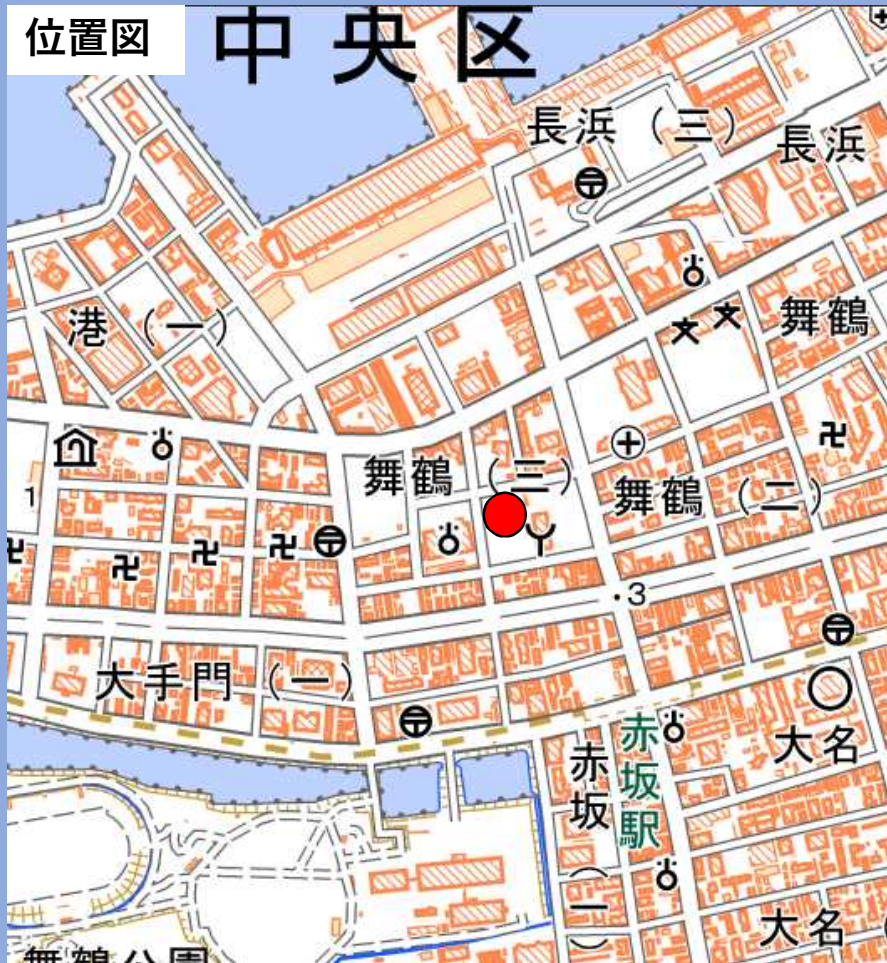 位置図
中央区
長浜（三）
長浜
港（一）
舞鶴
舞鶴（三）
舞鶴（二）
1
・3
大手門（一）
赤坂駅
大名
赤坂（一）
大名（
舞鶴公園